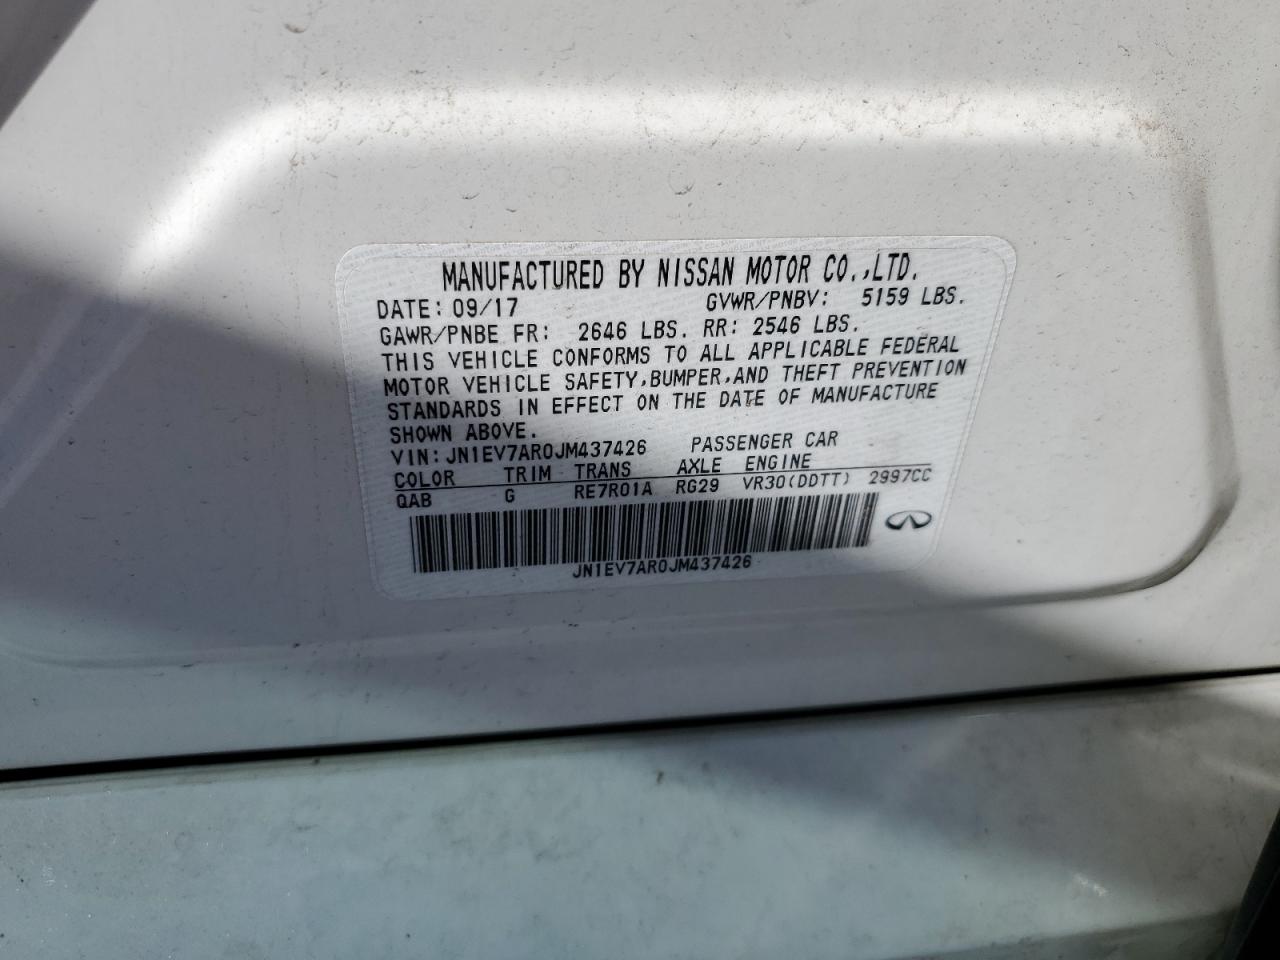 MANUFACTURED BY NISSAN MOTOR CO.,LTD.
DATE: 09/17 GVWR/PNBV: 5159 LBS.
GAWR/PNBE FR: 2646 LBS. RR: 2546 LBS.
THIS VEHICLE CONFORMS TO ALL APPLICABLE FEDERAL
MOTOR VEHICLE SAFETY,BUMPER,AND THEFT PREVENTION
STANDARDS IN EFFECT ON THE DATE OF MANUFACTURE
SHOWN ABOVE.
VIN: JN1EV7AR0JM437426 PASSENGER CAR
COLOR TRIM TRANS AXLE ENGINE
QAB G RE7R01A RG29 VR30(DDTT) 2997CC
JN1EV7AR0JM437426